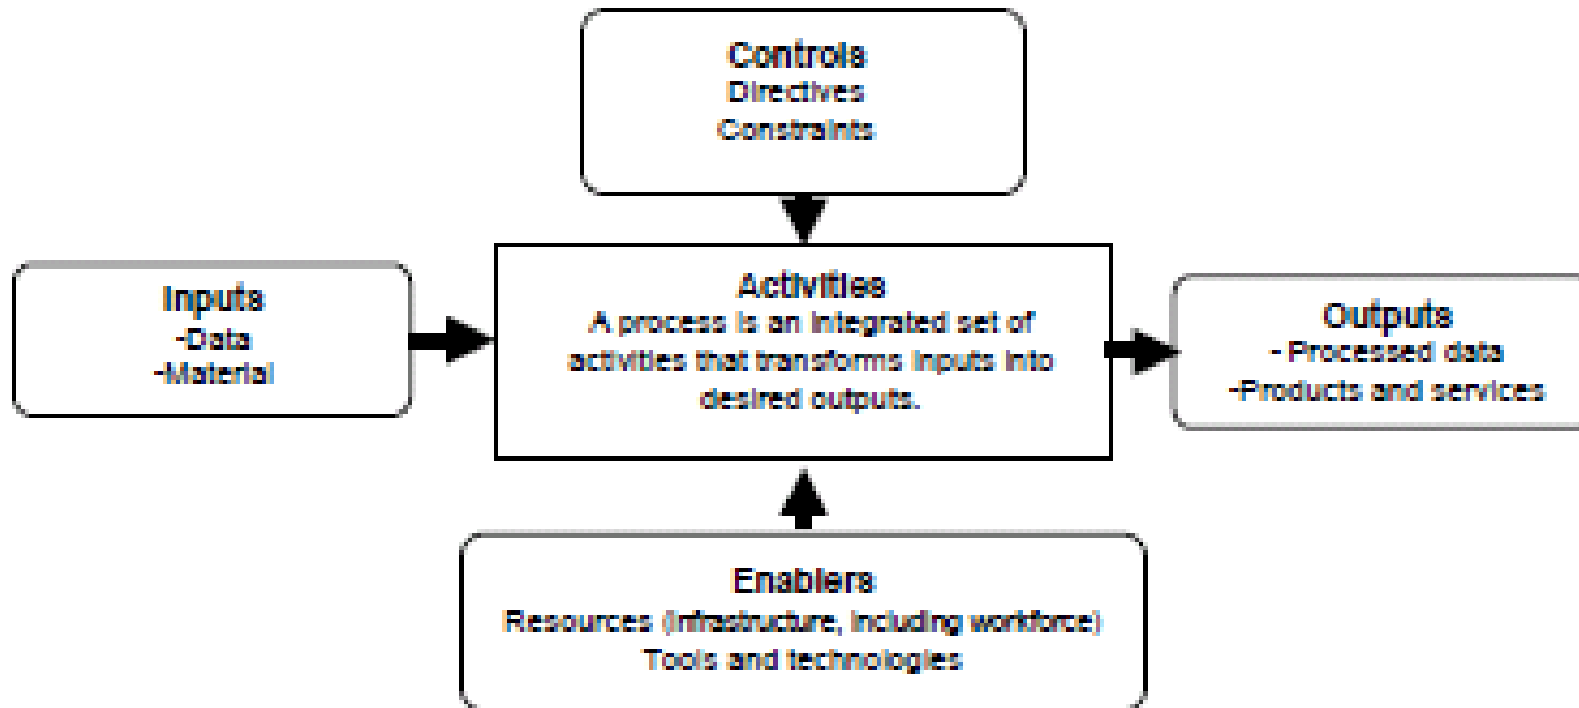 Controls
Directives
Constraints
Inputs
-Data
-Material
Activities
A process is an integrated set of
activities that transforms inputs into
desired outputs.
Outputs
- Processed data
-Products and services
Enablers
Resources (infrastructure, including workforce)
Tools and technologies